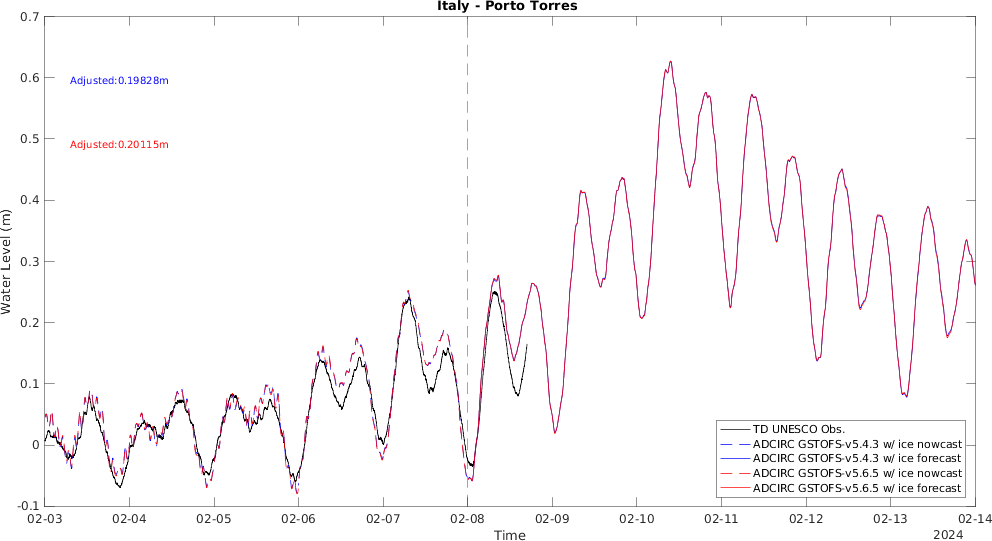 Italy - Porto Torres
0.7
0.6
0.5
0.4
0.3
0.2
0.1
0
-0.1
Water Level (m)
Adjusted:0.19828m
Adjusted:0.20115m
TD UNESCO Obs.
ADCIRC GSTOFS-v5.4.3 w/ ice nowcast
ADCIRC GSTOFS-v5.4.3 w/ ice forecast
ADCIRC GSTOFS-v5.6.5 w/ ice nowcast
ADCIRC GSTOFS-v5.6.5 w/ ice forecast
02-03 02-04 02-05 02-06 02-07 02-08 02-09 02-10 02-11 02-12 02-13 02-14
Time
2024